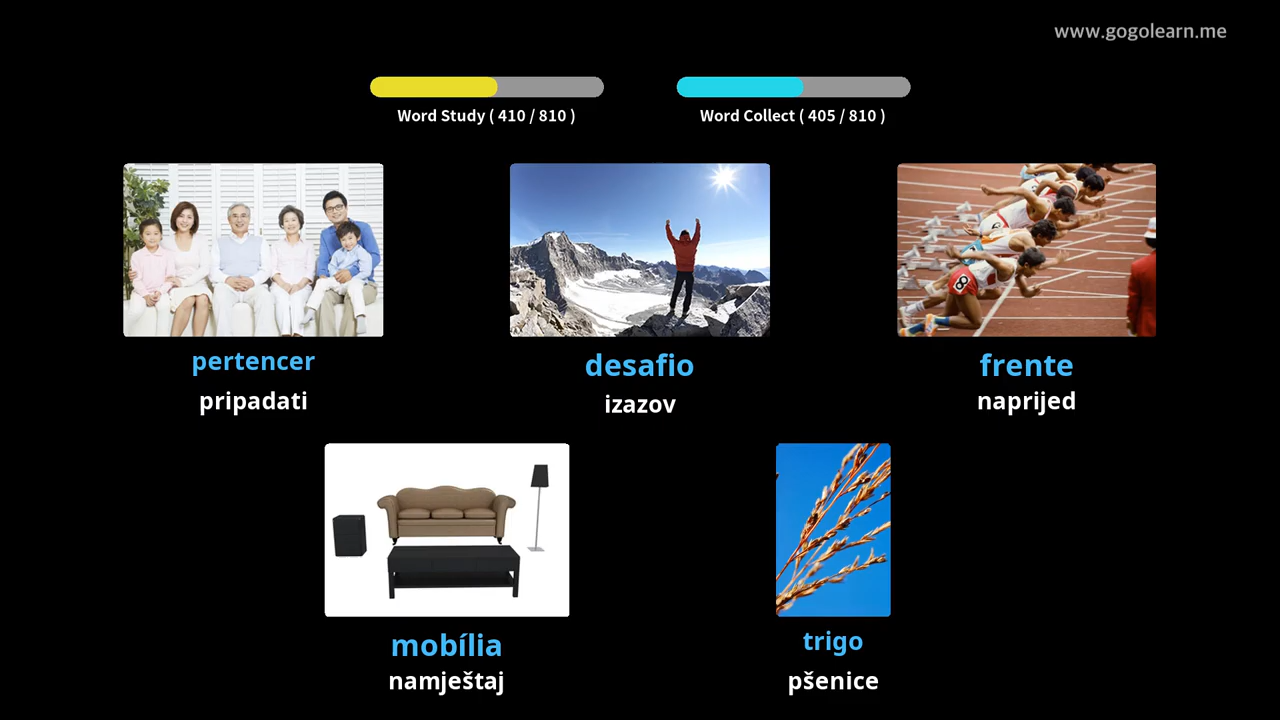 www.gogolearn.me
Word Study ( 410 / 810 )
Word Collect ( 405 / 810 )
pertencer
pripadati
desafio
izazov
frente
naprijed
mobília
namještaj
trigo
pšenice